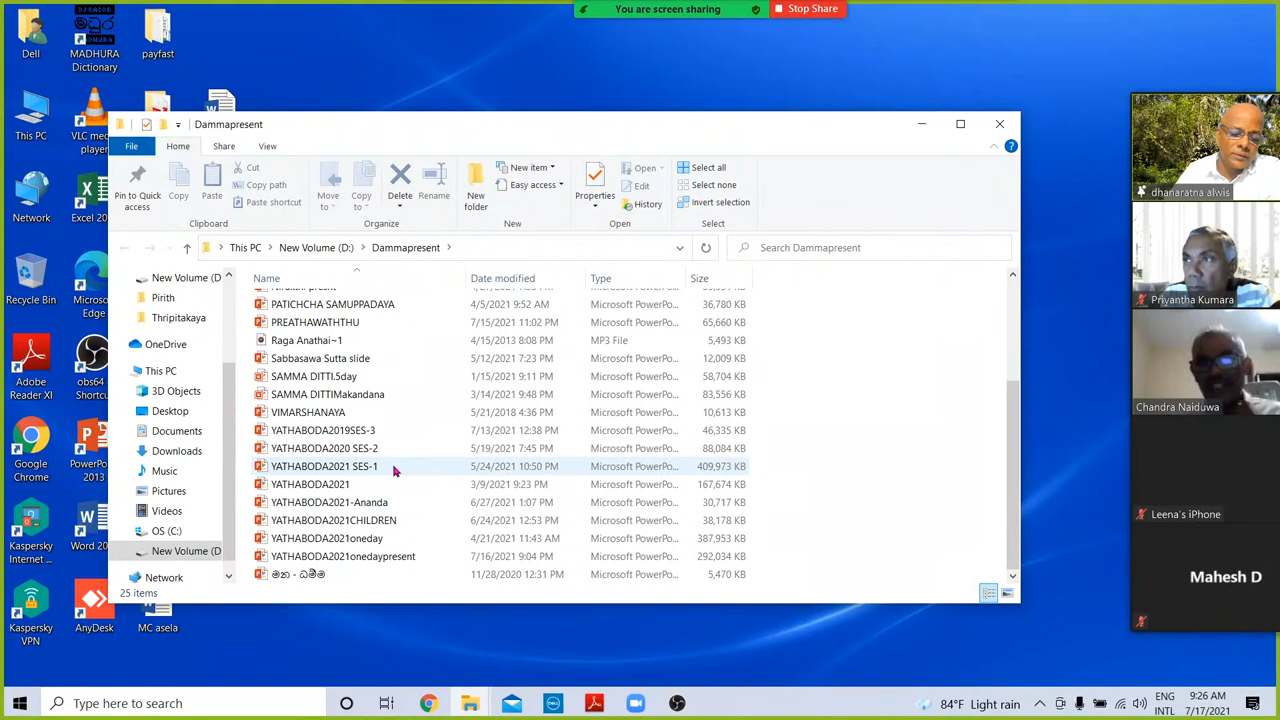 You are screen sharing
Stop Share
Dell
MADHURA Dictionary
payfast
This PC
VLC media player
Network
Excel 20
Recycle Bin
Microso
Edge
Adobe Reader XI
obs64
Shortcu
Google Chrome
PowerPo
2013
Kaspersky Internet ...
Word 20
Kaspersky VPN
AnyDesk
MC asela
Dammapresent
File
Home
Share
View
Pin to Quick access
Copy
Paste
Cut
Copy path
Paste shortcut
Clipboard
Move to
Copy to
Delete
Rename
Organize
New folder
New item
Easy access
New
Properties
Open
Edit
History
Open
Select all
Select none
Invert selection
Select
This PC > New Volume (D:) > Dammapresent >
Search Dammapresent
New Volume (D
Pirith
Thripitakaya
OneDrive
This PC
3D Objects
Desktop
Documents
Downloads
Music
Pictures
Videos
OS (C:)
New Volume (D
Network
Name Date modified Type Size
PATICHCHA SAMUPPADAYA 4/5/2021 9:52 AM Microsoft PowerPo... 36,780 KB
PREATHAWATHTHU 7/15/2021 11:02 PM Microsoft PowerPo... 65,660 KB
Raga Anathai~1 4/15/2013 8:08 PM MP3 File 5,493 KB
Sabbasawa Sutta slide 5/12/2021 7:23 PM Microsoft PowerPo... 12,009 KB
SAMMA DITTI.5day 1/15/2021 9:11 PM Microsoft PowerPo... 58,704 KB
SAMMA DITTIMakandana 3/14/2021 9:48 PM Microsoft PowerPo... 83,556 KB
VIMARSHANAYA 5/21/2018 4:36 PM Microsoft PowerPo... 10,613 KB
YATHABODA2019SES-3 7/13/2021 12:38 PM Microsoft PowerPo... 46,335 KB
YATHABODA2020 SES-2 5/19/2021 7:45 PM Microsoft PowerPo... 88,084 KB
YATHABODA2021 SES-1 5/24/2021 10:50 PM Microsoft PowerPo... 409,973 KB
YATHABODA2021 3/9/2021 9:23 PM Microsoft PowerPo... 167,674 KB
YATHABODA2021-Ananda 6/27/2021 1:07 PM Microsoft PowerPo... 30,717 KB
YATHABODA2021CHILDREN 6/24/2021 12:53 PM Microsoft PowerPo... 38,178 KB
YATHABODA2021oneday 4/21/2021 11:43 AM Microsoft PowerPo... 387,953 KB
YATHABODA2021onedaypresent 7/16/2021 9:04 PM Microsoft PowerPo... 292,034 KB
මන - ධම්ම 11/28/2020 12:31 PM Microsoft PowerPo... 5,470 KB
25 items
dhanaratna alwis
Priyantha Kumara
Chandra Naiduwa
Leena's iPhone
Mahesh D
Type here to search
84°F Light rain
ENG
INTL
9:26 AM
7/17/2021